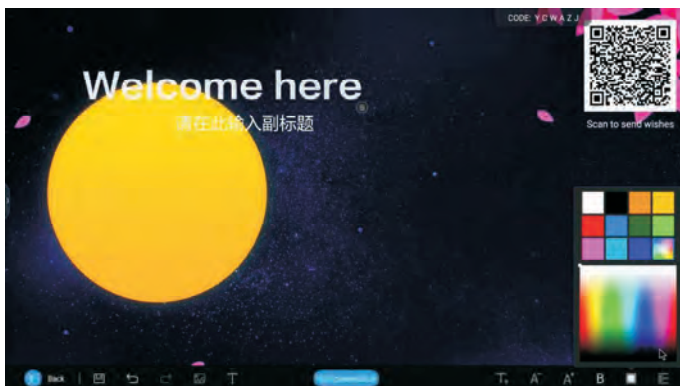 CODE: Y C W A Z J
Welcome here
请在此输入副标题
Scan to send wishes
Back
T
T
A
A
B